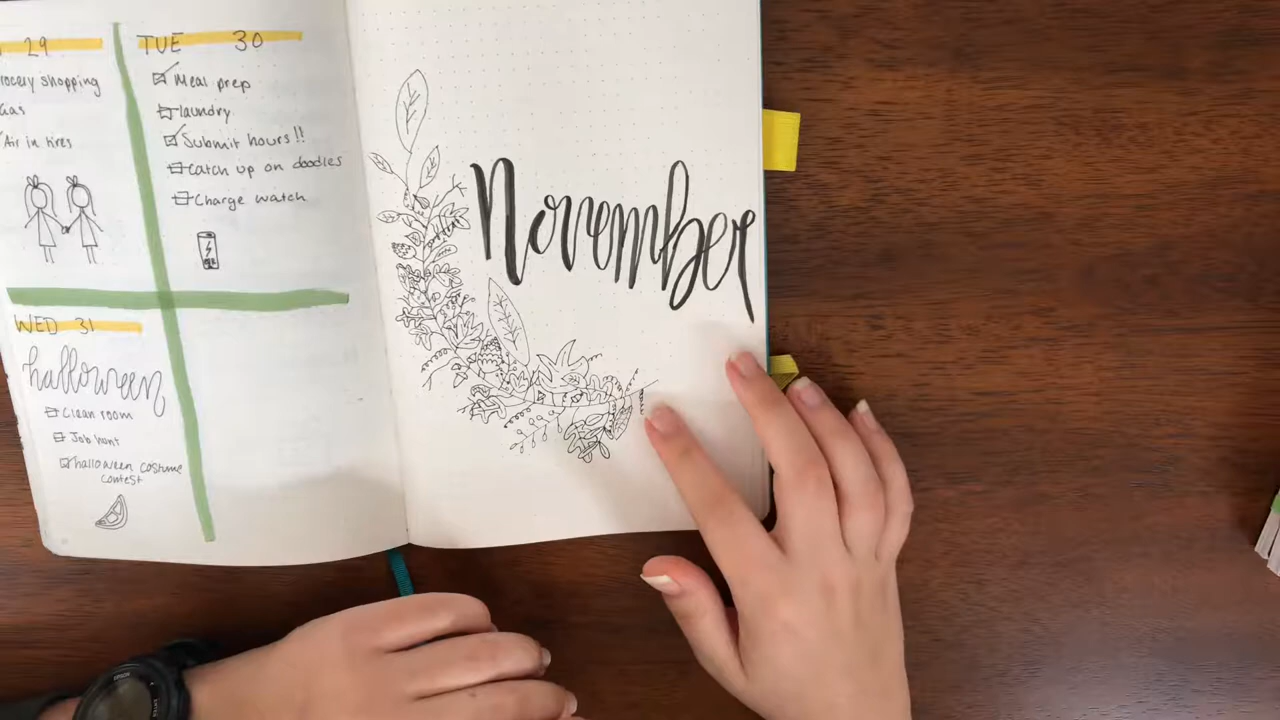 29
TUE 30
rocery shopping
Gas
Air in tires
Meal prep
laundry
Submit hours!!
Catch up on doodles
Charge watch
November
WED 31
halloween
Clean room
Job hunt
halloween costume
contest
EPSON